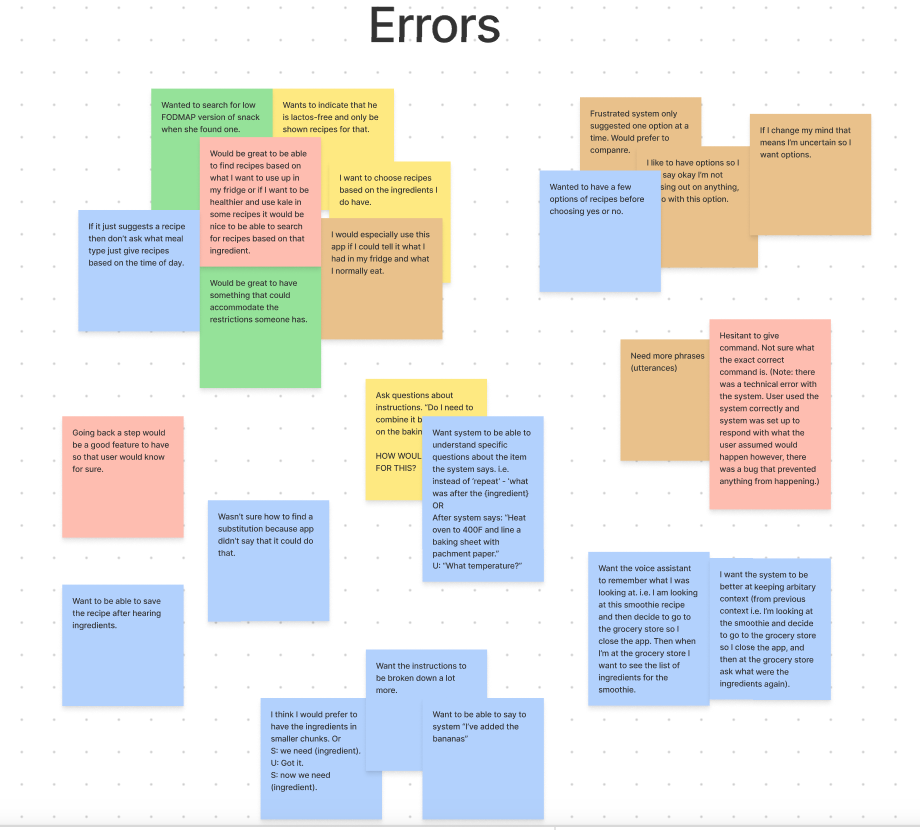 Errors
Wanted to search for low
FODMAP version of snack
when she found one.
Wants to indicate that he
is lactos-free and only be
shown recipes for that.
Would be great to be able
to find recipes based on
what I want to use up in
my fridge or if I want to be
healthier and use kale in
some recipes it would be
nice to be able to search
for recipes based on that
ingredient.
I want to choose recipes
based on the ingredients I
do have.
If it just suggests a recipe
then don't ask what meal
type just give recipes
based on the time of day.
I would especially use this
app if I could tell it what I
had in my fridge and what
I normally eat.
Would be great to have
something that could
accommodate the
restrictions someone has.
Frustrated system only
suggested one option at a
time. Would prefer to
companre.
I like to have options so I
say okay I'm not
sing out on anything,
o with this option.
If I change my mind that
means I'm uncertain so I
want options.
Wanted to have a few
options of recipes before
choosing yes or no.
Need more phrases
(utterances)
Hesitant to give
command. Not sure what
the exact correct
command is. (Note: there
was a technical error with
the system. User used the
system correctly and
system was set up to
respond with what the
user assumed would
happen however, there
was a bug that prevented
anything from happening.)
Going back a step would
be a good feature to have
so that user would know
for sure.
Ask questions about
instructions. "Do I need to
combine it b
on the bakin
HOW WOUL
FOR THIS?
Want system to be able to
understand specific
questions about the item
the system says. i.e.
instead of 'repeat' - 'what
was after the {ingredient}
OR
After system says: "Heat
oven to 400F and line a
baking sheet with
pachment paper."
U: "What temperature?"
Wasn't sure how to find a
substitution because app
didn't say that it could do
that.
Want to be able to save
the recipe after hearing
ingredients.
Want the voice assistant
to remember what I was
looking at. i.e. I am looking
at this smoothie recipe
and then decide to go to
the grocery store so I
close the app. Then when
I'm at the grocery store I
want to see the list of
ingredients for the
smoothie.
I want the system to be
better at keeping arbitary
context (from previous
context i.e. I'm looking at
the smoothie and decide
to go to the grocery store
so I close the app, and
then at the grocery store
ask what were the
ingredients again).
Want the instructions to
be broken down a lot
more.
I think I would prefer to
have the ingredients in
smaller chunks. Or
S: we need (ingredient).
U: Got it.
S: now we need
(ingredient).
Want to be able to say to
system "I've added the
bananas"